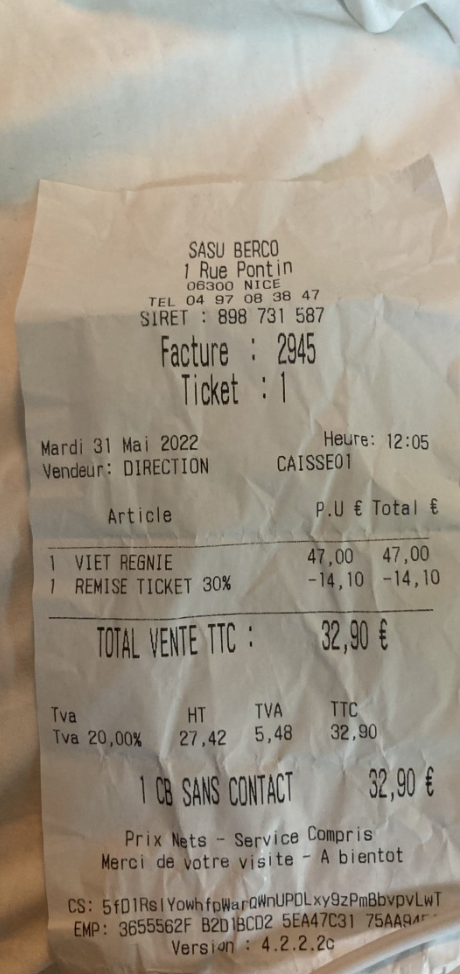 SASU BERCO
1 Rue Pontin
06300 NICE
TEL 04 97 08 38 47
SIRET : 898 731 587
Facture : 2945
Ticket : 1
Mardi 31 Mai 2022 Heure: 12:05
Vendeur: DIRECTION CAISSE01
Article P.U € Total €
1 VIET REGNIE 47,00 47,00
1 REMISE TICKET 30% -14,10 -14,10
TOTAL VENTE TTC : 32,90 €
Tva HT TVA TTC
Tva 20,00% 27,42 5,48 32,90
1 CB SANS CONTACT 32,90 €
Prix Nets - Service Compris
Merci de votre visite - A bientot
CS: 5fD1RslYowhfpWarQWnUPDLxy9zPmBbvpvLwT
EMP: 3655562F B2D1BCD2 5EA47C31
Version : 4.2.2.2c